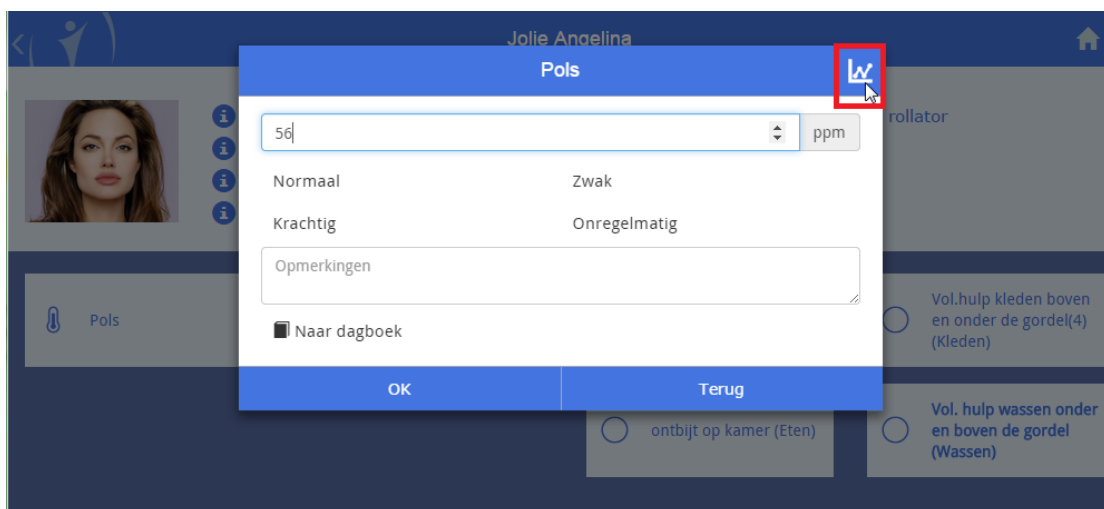 Jolie Angelina
Pols
rollator
56
ppm
Normaal
Zwak
Krachtig
Onregelmatig
Opmerkingen
Naar dagboek
OK
Terug
Pols
Vol.hulp kleden boven
en onder de gordel(4)
(Kleden)
ontbijt op kamer (Eten)
Vol. hulp wassen onder
en boven de gordel
(Wassen)